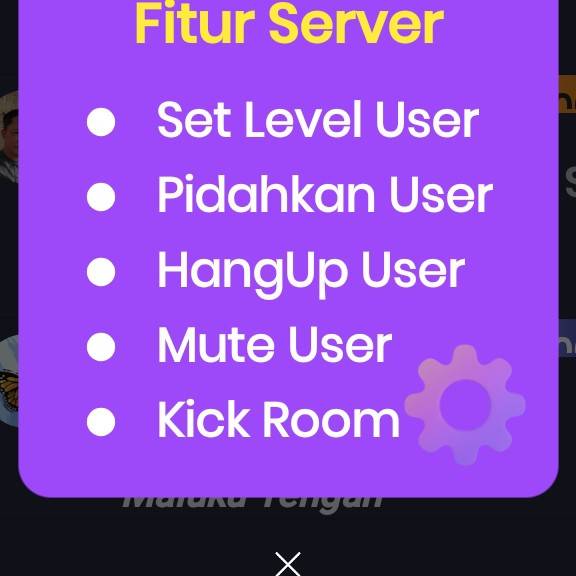 Fitur Server
Set Level User
Pidahkan User
HangUp User
Mute User
Kick Room
Maluku Tengah